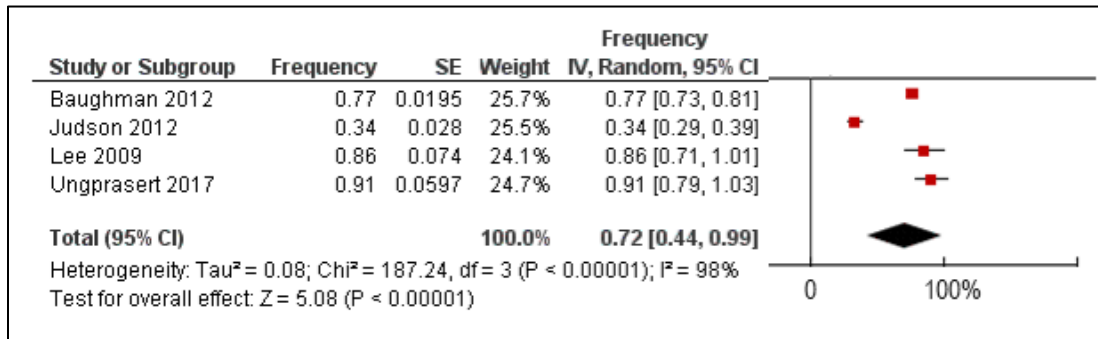 Frequency
Study or Subgroup Frequency SE Weight IV, Random, 95% CI
Baughman 2012 0.77 0.0195 25.7% 0.77 [0.73, 0.81]
Judson 2012 0.34 0.028 25.5% 0.34 [0.29, 0.39]
Lee 2009 0.86 0.074 24.1% 0.86 [0.71, 1.01]
Ungprasert 2017 0.91 0.0597 24.7% 0.91 [0.79, 1.03]
Total (95% CI) 100.0% 0.72 [0.44, 0.99]
Heterogeneity: Tau² = 0.08; Chi² = 187.24, df = 3 (P < 0.00001); I² = 98%
Test for overall effect: Z = 5.08 (P < 0.00001)
0 100%